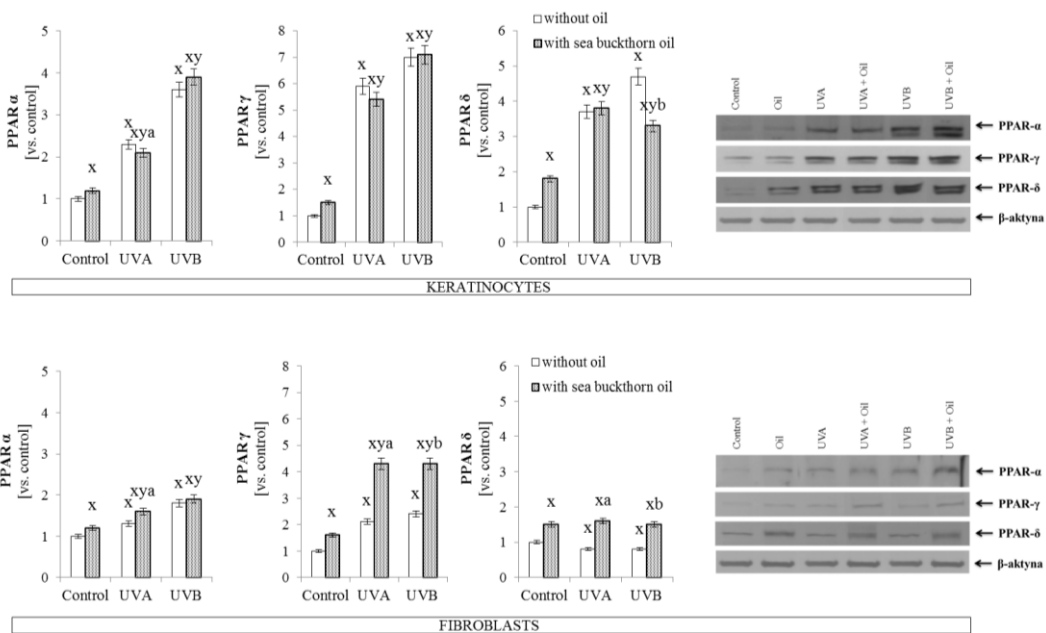 PPARα
[vs. control]
5
4
3
2
1
0
x
x
xya
x
xy
Control UVA UVB
PPARγ
[vs. control]
8
7
6
5
4
3
2
1
0
x
x
xy
x
xy
Control UVA UVB
without oil
with sea buckthorn oil
PPARδ
[vs. control]
6
5
4
3
2
1
0
x
x
xy
x
xyb
Control UVA UVB
Control
Oil
UVA
UVA + Oil
UVB
UVB + Oil
← PPAR-α
← PPAR-γ
← PPAR-δ
← β-aktyna
KERATINOCYTES
PPARα
[vs. control]
5
4
3
2
1
0
x
x
xya
x
xy
Control UVA UVB
PPARγ
[vs. control]
8
7
6
5
4
3
2
1
0
x
x
xya
x
xyb
Control UVA UVB
without oil
with sea buckthorn oil
PPARδ
[vs. control]
6
5
4
3
2
1
0
x
x
xa
x
xb
Control UVA UVB
Control
Oil
UVA
UVA + Oil
UVB
UVB + Oil
← PPAR-α
← PPAR-γ
← PPAR-δ
← β-aktyna
FIBROBLASTS